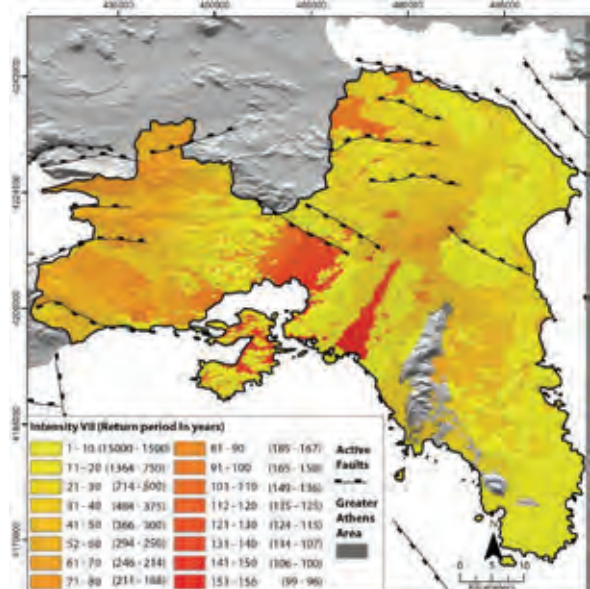 Intensity VII (Return period in years)
1 - 10 (15000 - 1500)
11 - 20 (1364 - 750)
21 - 30 (714 - 500)
31 - 40 (484 - 375)
41 - 50 (366 - 300)
52 - 60 (294 - 250)
61 - 70 (246 - 214)
71 - 80 (211 - 188)
81 - 90 (185 - 167)
91 - 100 (165 - 150)
101 - 110 (149 - 136)
112 - 120 (135 - 125)
121 - 130 (124 - 115)
131 - 140 (114 - 107)
141 - 150 (106 - 100)
153 - 156 (99 - 96)
Active
Faults
Greater
Athens
Area
0 5 10